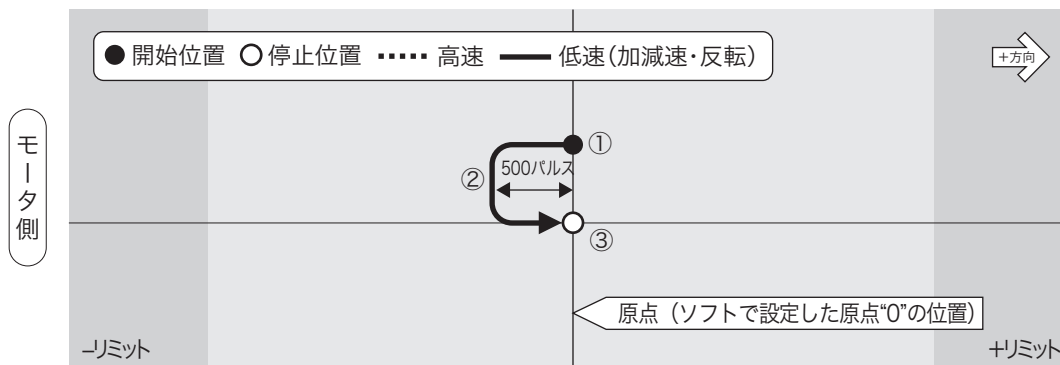 ●開始位置 ○停止位置 ••••• 高速 ━━ 低速(加減速・反転)
+方向
モータ側
①
500パルス
②
③
原点（ソフトで設定した原点“0”の位置)
−リミット
+リミット